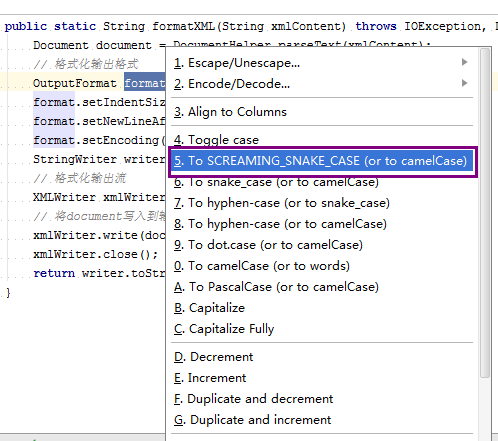 public static String formatXML(String xmlContent) throws IOException,
Document document = DocumentHelper.parseText(xmlContent);
// 格式化输出格式
OutputFormat format
format.setIndentSiz
format.setNewLineAf
format.setEncoding(
StringWriter writer
// 格式化输出流
XMLWriter xmlWriter
// 将document写入到输
xmlWriter.write(doc
xmlWriter.close();
return writer.toStr
}
1. Escape/Unescape...
2. Encode/Decode...
3. Align to Columns
4. Toggle case
5. To SCREAMING_SNAKE_CASE (or to camelCase)
6. To snake_case (or to camelCase)
7. To hyphen-case (or to snake_case)
8. To hyphen-case (or to camelCase)
9. To dot.case (or to camelCase)
0. To camelCase (or to words)
A. To PascalCase (or to camelCase)
B. Capitalize
C. Capitalize Fully
D. Decrement
E. Increment
F. Duplicate and decrement
G. Duplicate and increment